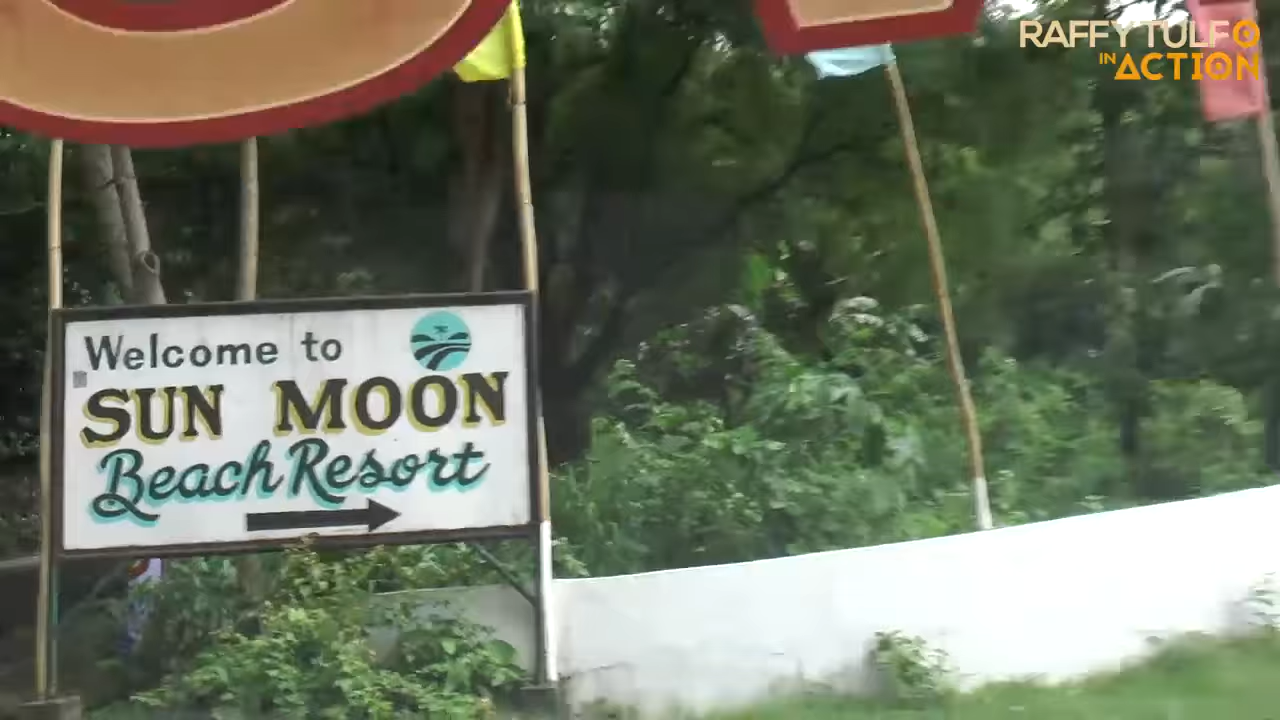 RAFFY TULFO
IN ACTION
Welcome to
SUN MOON
Beach Resort